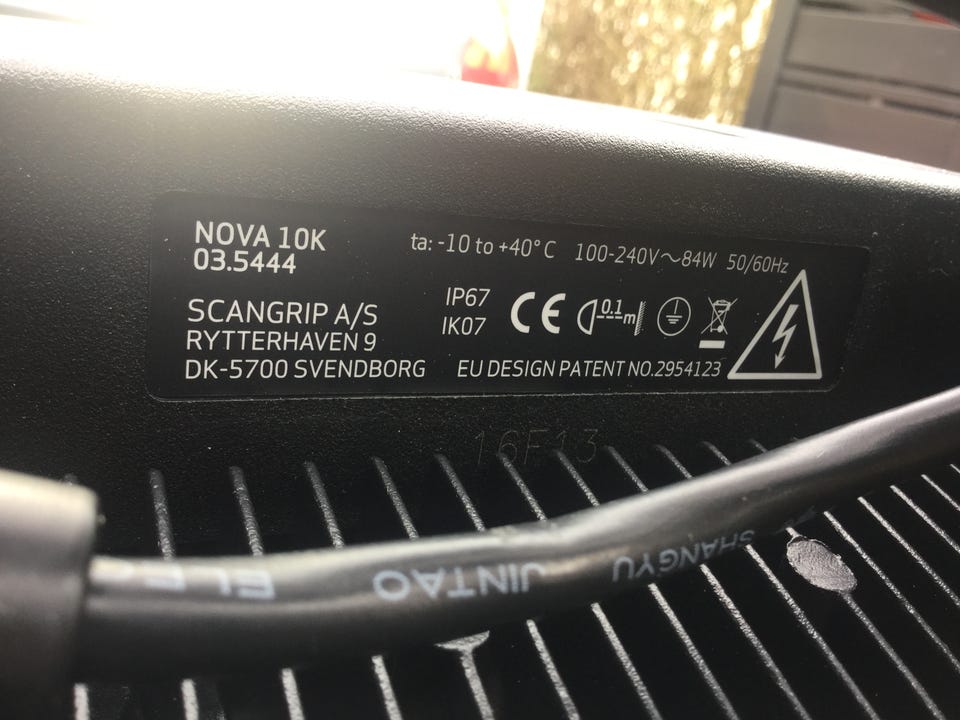 NOVA 10K
03.5444
ta: -10 to +40° C 100-240V~84W 50/60Hz
SCANGRIP A/S
RYTTERHAVEN 9
DK-5700 SVENDBORG
IP67
IK07
CE
0.1 m
EU DESIGN PATENT NO.2954123
16F13
SHANGYU JINTAO